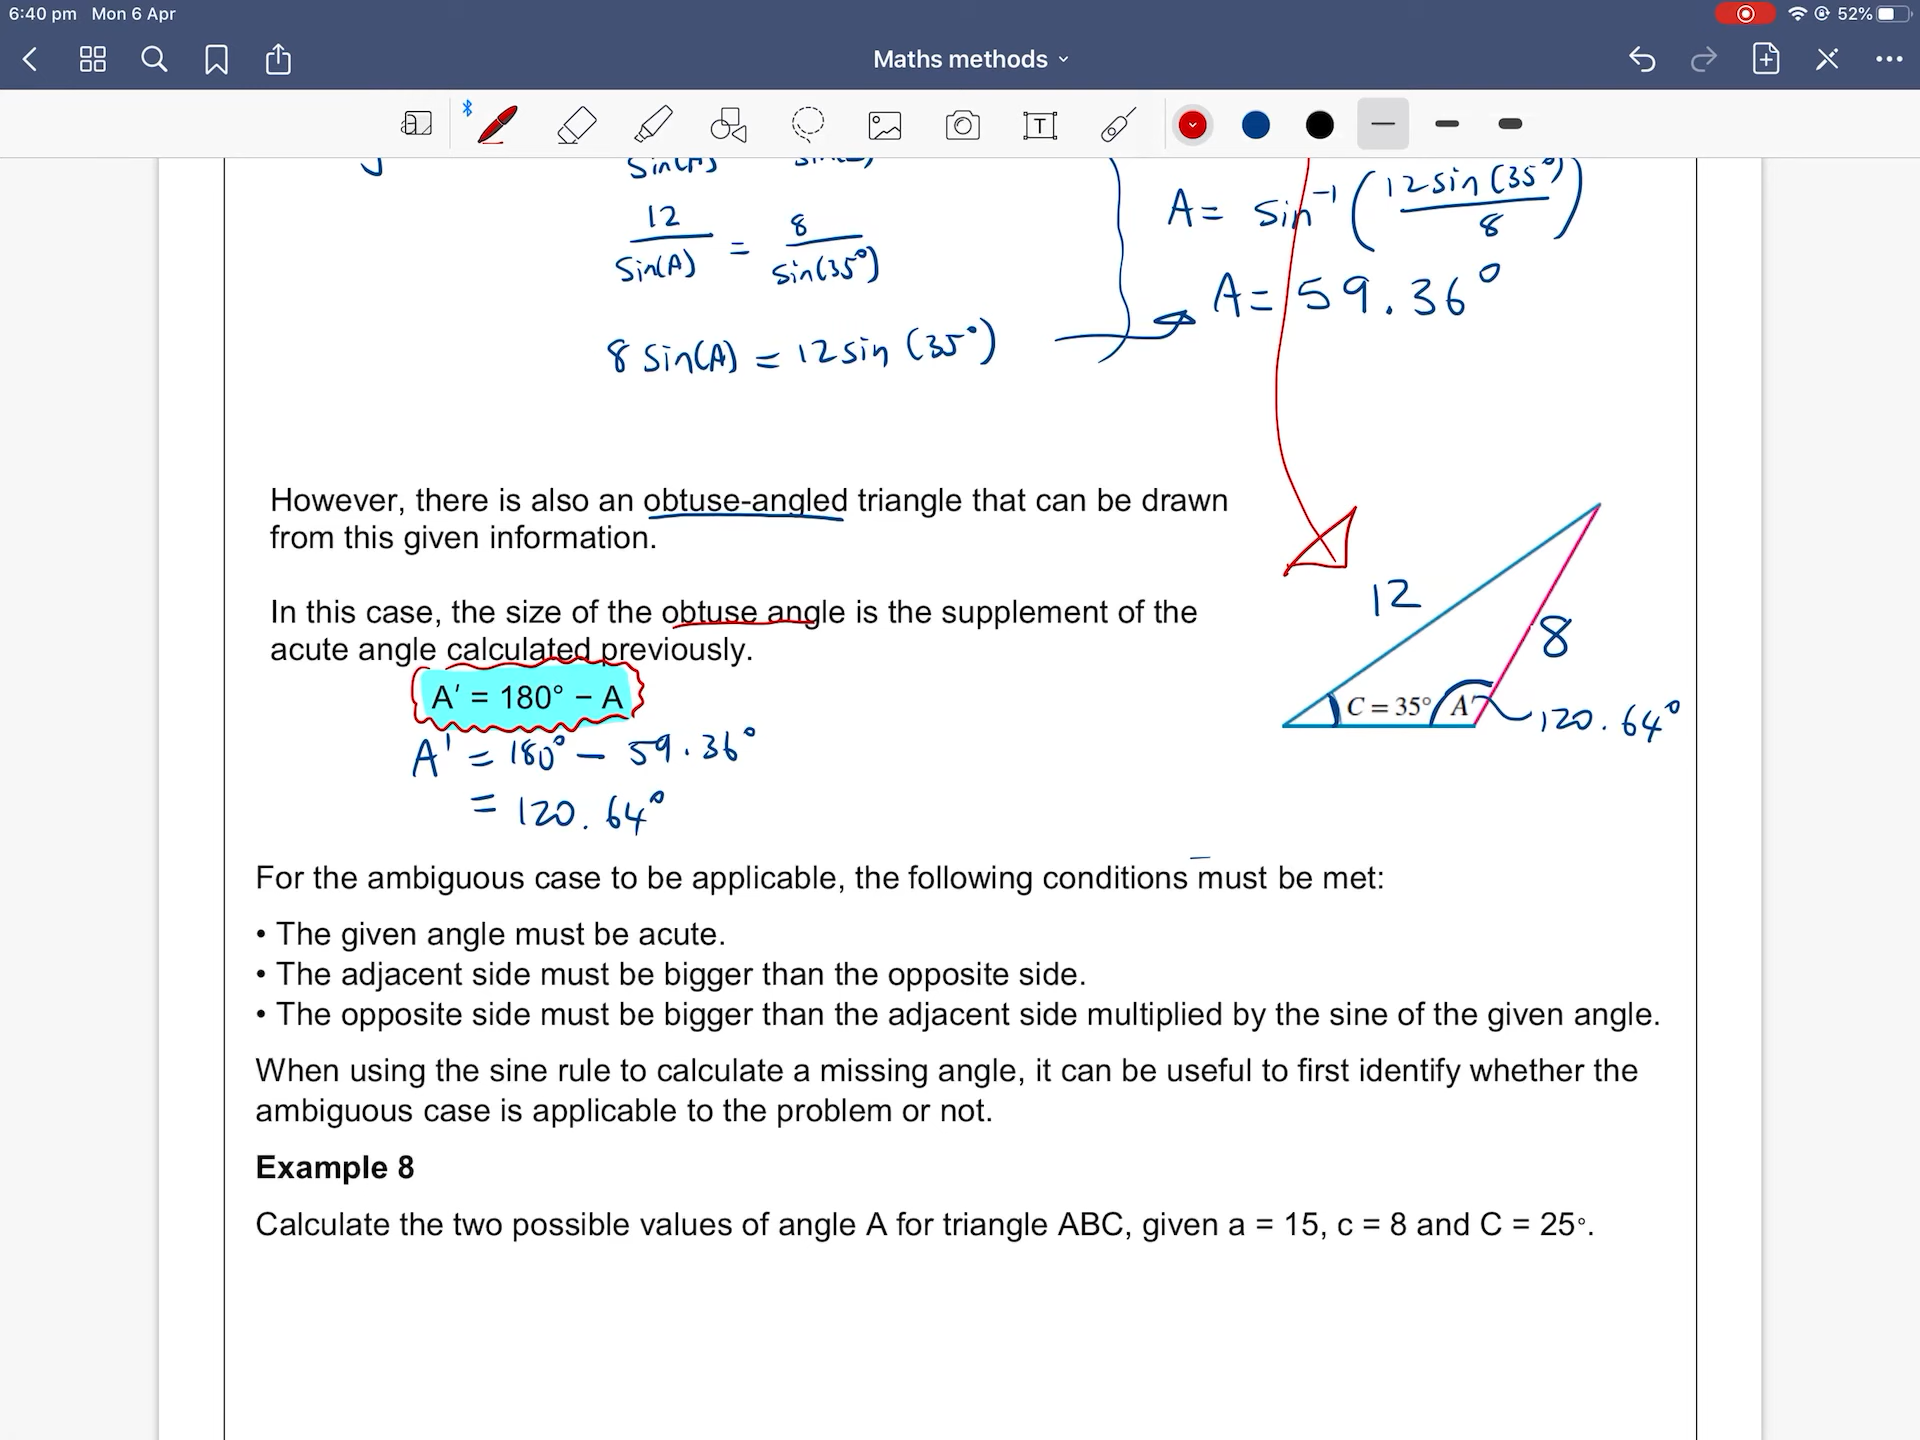 6:40 pm Mon 6 Apr
52%
Maths methods
T
12 / sin(A) = 8 / sin(35°)
8 sin(A) = 12 sin (35°)
A = sin⁻¹ (12 sin (35°) / 8)
A = 59.36°
However, there is also an obtuse-angled triangle that can be drawn
from this given information.
In this case, the size of the obtuse angle is the supplement of the
acute angle calculated previously.
A′ = 180° − A
A' = 180° − 59.36°
= 120.64°
12
8
C = 35°
A′
120.64°
For the ambiguous case to be applicable, the following conditions must be met:
• The given angle must be acute.
• The adjacent side must be bigger than the opposite side.
• The opposite side must be bigger than the adjacent side multiplied by the sine of the given angle.
When using the sine rule to calculate a missing angle, it can be useful to first identify whether the
ambiguous case is applicable to the problem or not.
Example 8
Calculate the two possible values of angle A for triangle ABC, given a = 15, c = 8 and C = 25°.